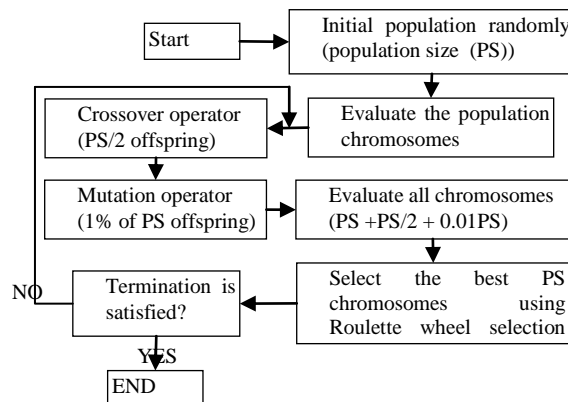 Start
Initial population randomly
(population size (PS))
Crossover operator
(PS/2 offspring)
Evaluate the population
chromosomes
Mutation operator
(1% of PS offspring)
Evaluate all chromosomes
(PS +PS/2 + 0.01PS)
NO
Termination is
satisfied?
Select the best PS
chromosomes using
Roulette wheel selection
YES
END